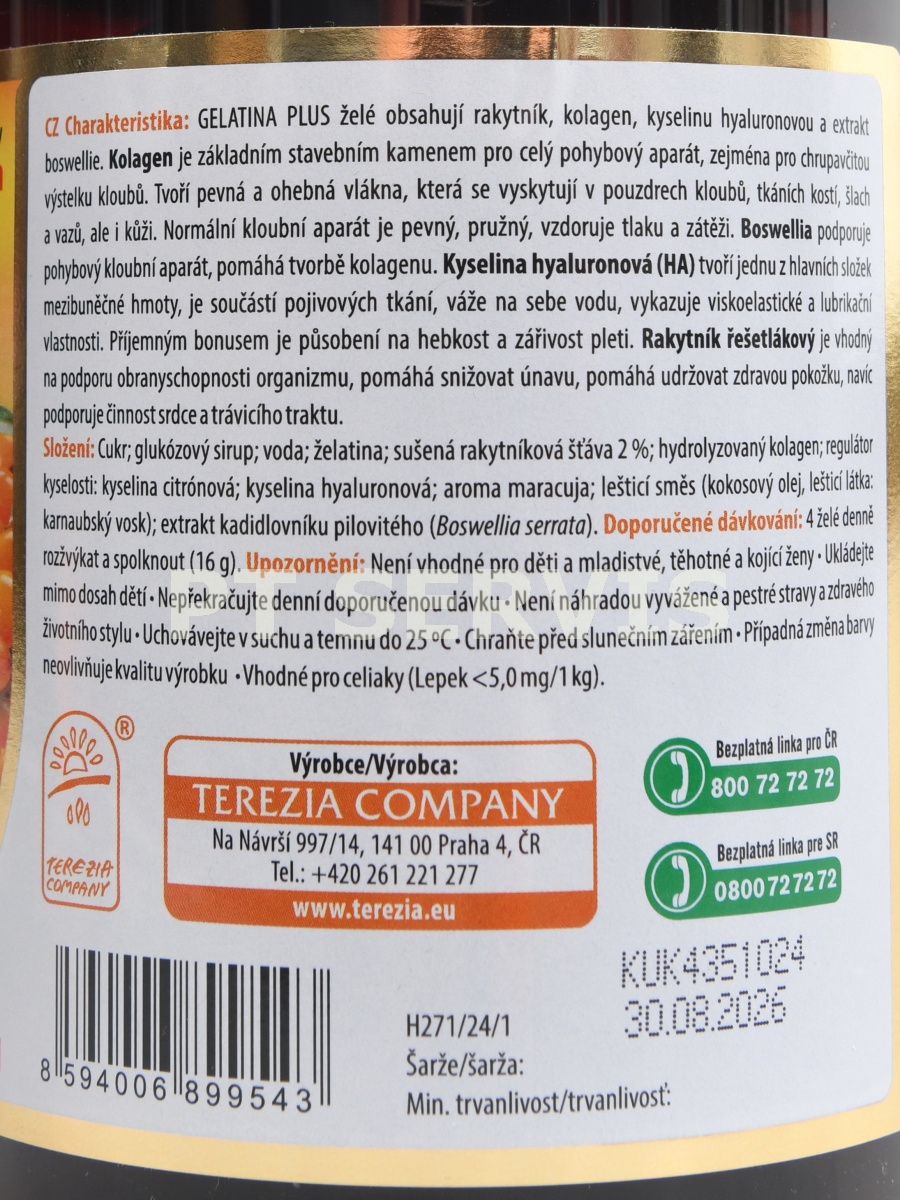 CZ Charakteristika: GELATINA PLUS želé obsahují rakytník, kolagen, kyselinu hyaluronovou a extrakt
boswellie. Kolagen je základním stavebním kamenem pro celý pohybový aparát, zejména pro chrupavčitou
výstelku kloubů. Tvoří pevná a ohebná vlákna, která se vyskytují v pouzdrech kloubů, tkáních kostí, šlach
a vazů, ale i kůži. Normální kloubní aparát je pevný, pružný, vzdoruje tlaku a zátěži. Boswellia podporuje
pohybový kloubní aparát, pomáhá tvorbě kolagenu. Kyselina hyaluronová (HA) tvoří jednu z hlavních složek
mezibuněčné hmoty, je součástí pojivových tkání, váže na sebe vodu, vykazuje viskoelastické a lubrikační
vlastnosti. Příjemným bonusem je působení na hebkost a zářivost pleti. Rakytník řešetlákový je vhodný
na podporu obranyschopnosti organizmu, pomáhá snižovat únavu, pomáhá udržovat zdravou pokožku, navíc
podporuje činnost srdce a trávicího traktu.
Složení: Cukr; glukózový sirup; voda; želatina; sušená rakytníková šťáva 2 %; hydrolyzovaný kolagen; regulátor
kyselosti: kyselina citrónová; kyselina hyaluronová; aroma maracuja; lešticí směs (kokosový olej, lešticí látka:
karnaubský vosk); extrakt kadidlovníku pilovitého (Boswellia serrata). Doporučené dávkování: 4 želé denně
rozžvýkat a spolknout (16 g). Upozornění: Není vhodné pro děti a mladistvé, těhotné a kojící ženy • Ukládejte
mimo dosah dětí • Nepřekračujte denní doporučenou dávku • Není náhradou vyvážené a pestré stravy a zdravého
PT SERVIS
životního stylu • Uchovávejte v suchu a temnu do 25 °C • Chraňte před slunečním zářením • Případná změna barvy
neovlivňuje kvalitu výrobku • Vhodné pro celiaky (Lepek <5,0 mg/1 kg).
®
TEREZIA
COMPANY
Výrobce/Výrobca:
TEREZIA COMPANY
Na Návrší 997/14, 141 00 Praha 4, ČR
Tel.: +420 261 221 277
www.terezia.eu
Bezplatná linka pro ČR
800 72 72 72
Bezplatná linka pre SR
0800 72 72 72
KUK4351024
30.08.2026
H271/24/1
Šarže/šarža:
Min. trvanlivost/trvanlivosť:
8 594006 899543